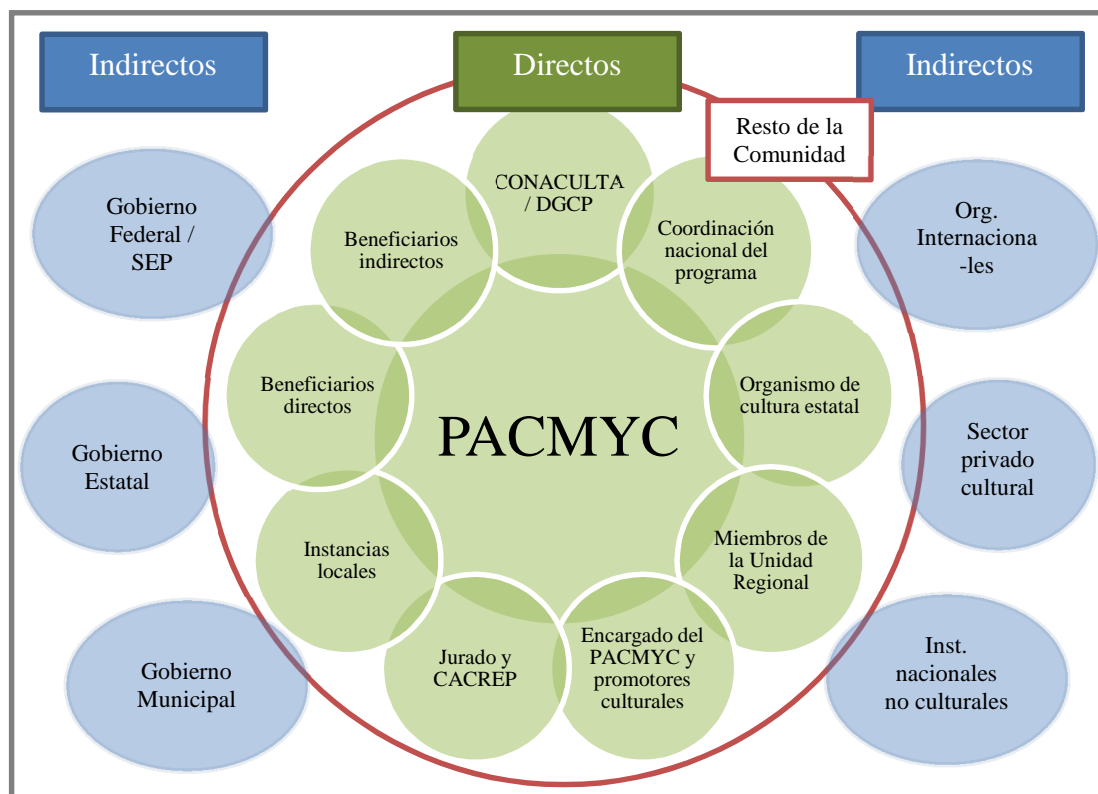 Indirectos
Directos
Indirectos
Resto de la
Comunidad
Gobierno
Federal /
SEP
Gobierno
Estatal
Gobierno
Municipal
CONACULTA
/ DGCP
Coordinación
nacional del
programa
Organismo de
cultura estatal
Miembros de
la Unidad
Regional
Encargado del
PACMYC y
promotores
culturales
Jurado y
CACREP
Instancias
locales
Beneficiarios
directos
Beneficiarios
indirectos
PACMYC
Org.
Internaciona
-les
Sector
privado
cultural
Inst.
nacionales
no culturales